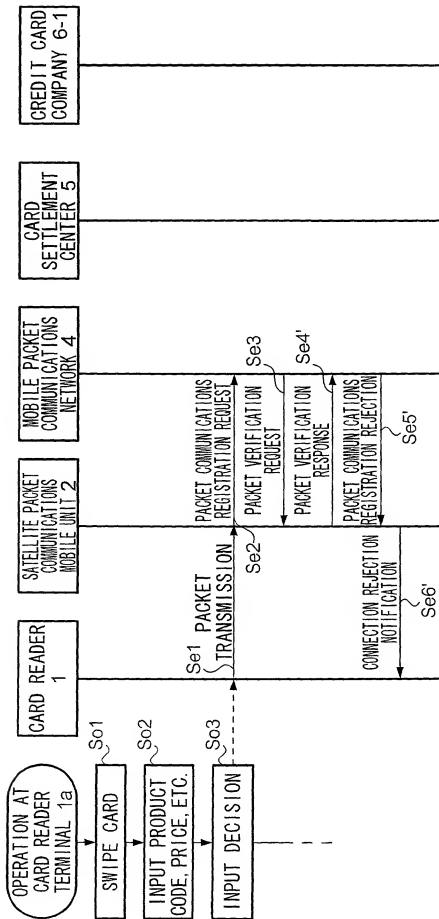 OPERATION AT
CARD READER
TERMINAL 1a
SWIPE CARD
So1
INPUT PRODUCT
CODE, PRICE, ETC.
So2
INPUT DECISION
So3
CARD READER
1
SATELLITE PACKET
COMMUNICATIONS
MOBILE UNIT 2
MOBILE PACKET
COMMUNICATIONS
NETWORK 4
CARD
SETTLEMENT
CENTER 5
CREDIT CARD
COMPANY 6-1
Se1
PACKET
TRANSMISSION
Se2
PACKET COMMUNICATIONS
REGISTRATION REQUEST
PACKET VERIFICATION
REQUEST
Se3
PACKET VERIFICATION
RESPONSE
Se4'
PACKET COMMUNICATIONS
REGISTRATION REJECTION
Se5'
CONNECTION REJECTION
NOTIFICATION
Se6'